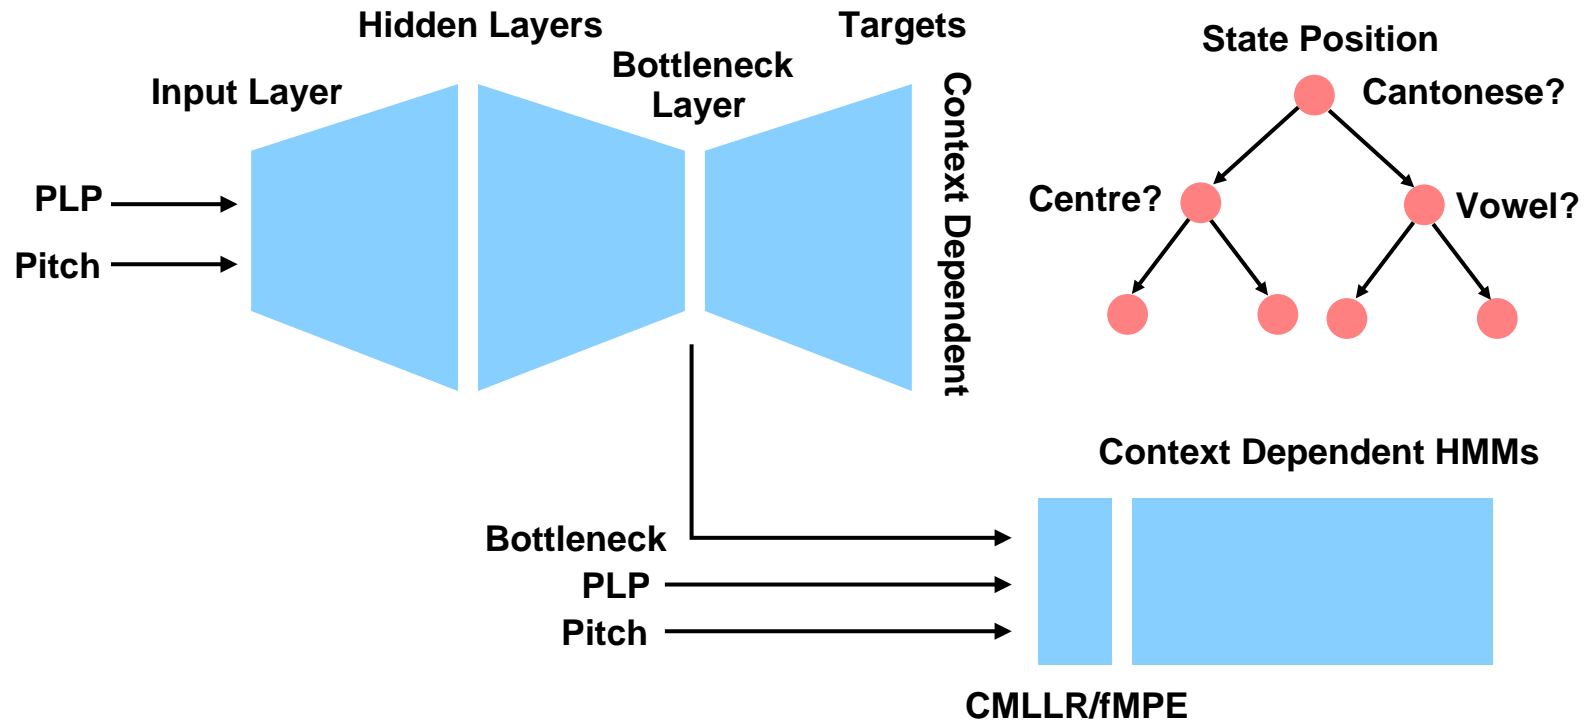 Hidden Layers
Targets
State Position
Bottleneck
Layer
Input Layer
Cantonese?
Context Dependent
PLP
Pitch
Centre?
Vowel?
Context Dependent HMMs
Bottleneck
PLP
Pitch
CMLLR/fMPE